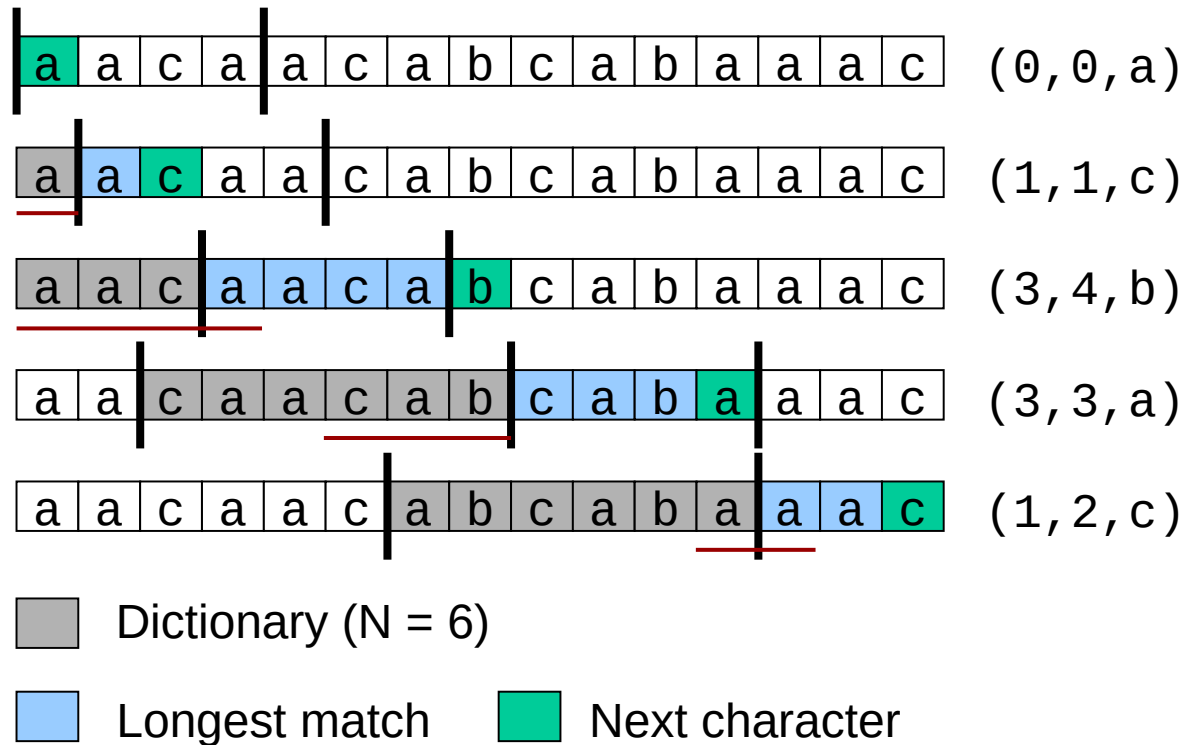 a a c a a c a b c a b a a a c (0,0,a)
a a c a a c a b c a b a a a c (1,1,c)
a a c a a c a b c a b a a a c (3,4,b)
a a c a a c a b c a b a a a c (3,3,a)
a a c a a c a b c a b a a a c (1,2,c)
Dictionary (N = 6)
Longest match Next character